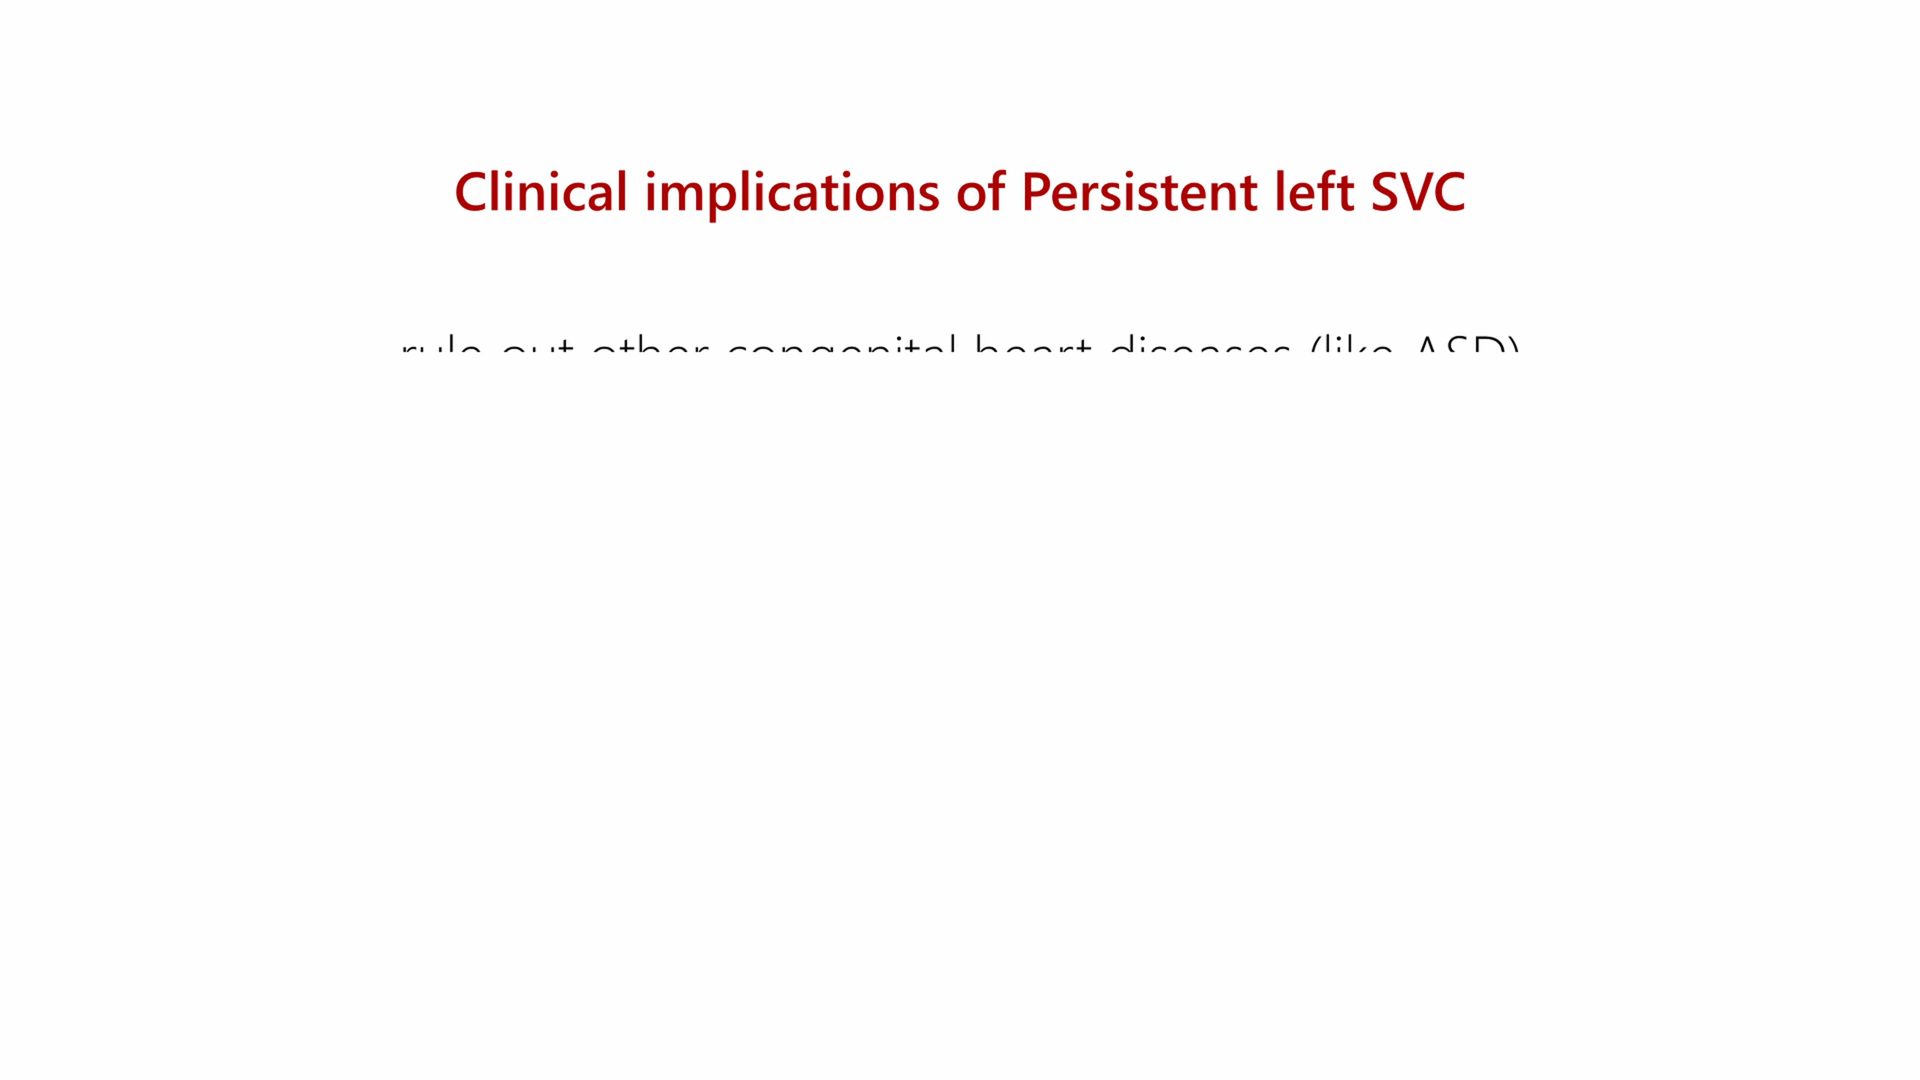 Clinical implications of Persistent left SVC
rule out other congenital heart diseases (like ASD)